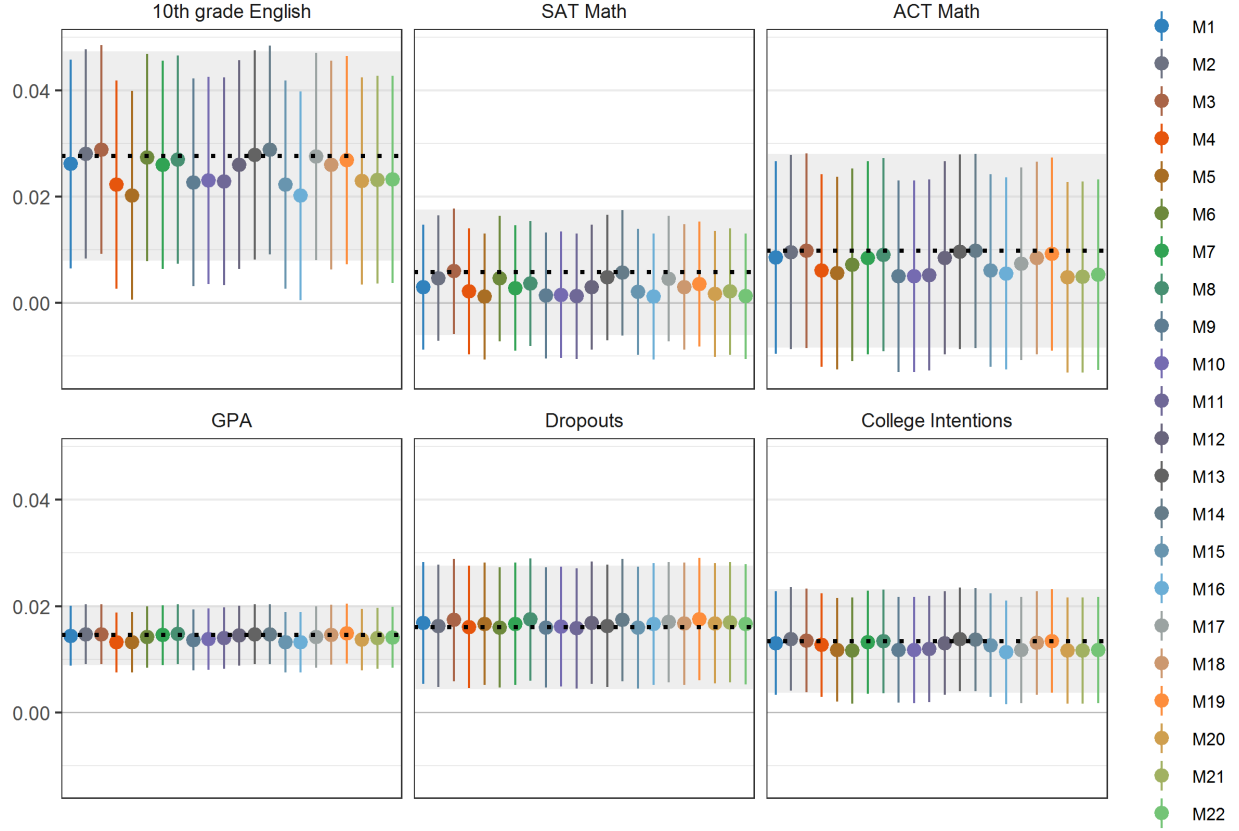 10th grade English
SAT Math
ACT Math
0.04
0.02
0.00
GPA
Dropouts
College Intentions
0.04
0.02
0.00
M1
M2
M3
M4
M5
M6
M7
M8
M9
M10
M11
M12
M13
M14
M15
M16
M17
M18
M19
M20
M21
M22